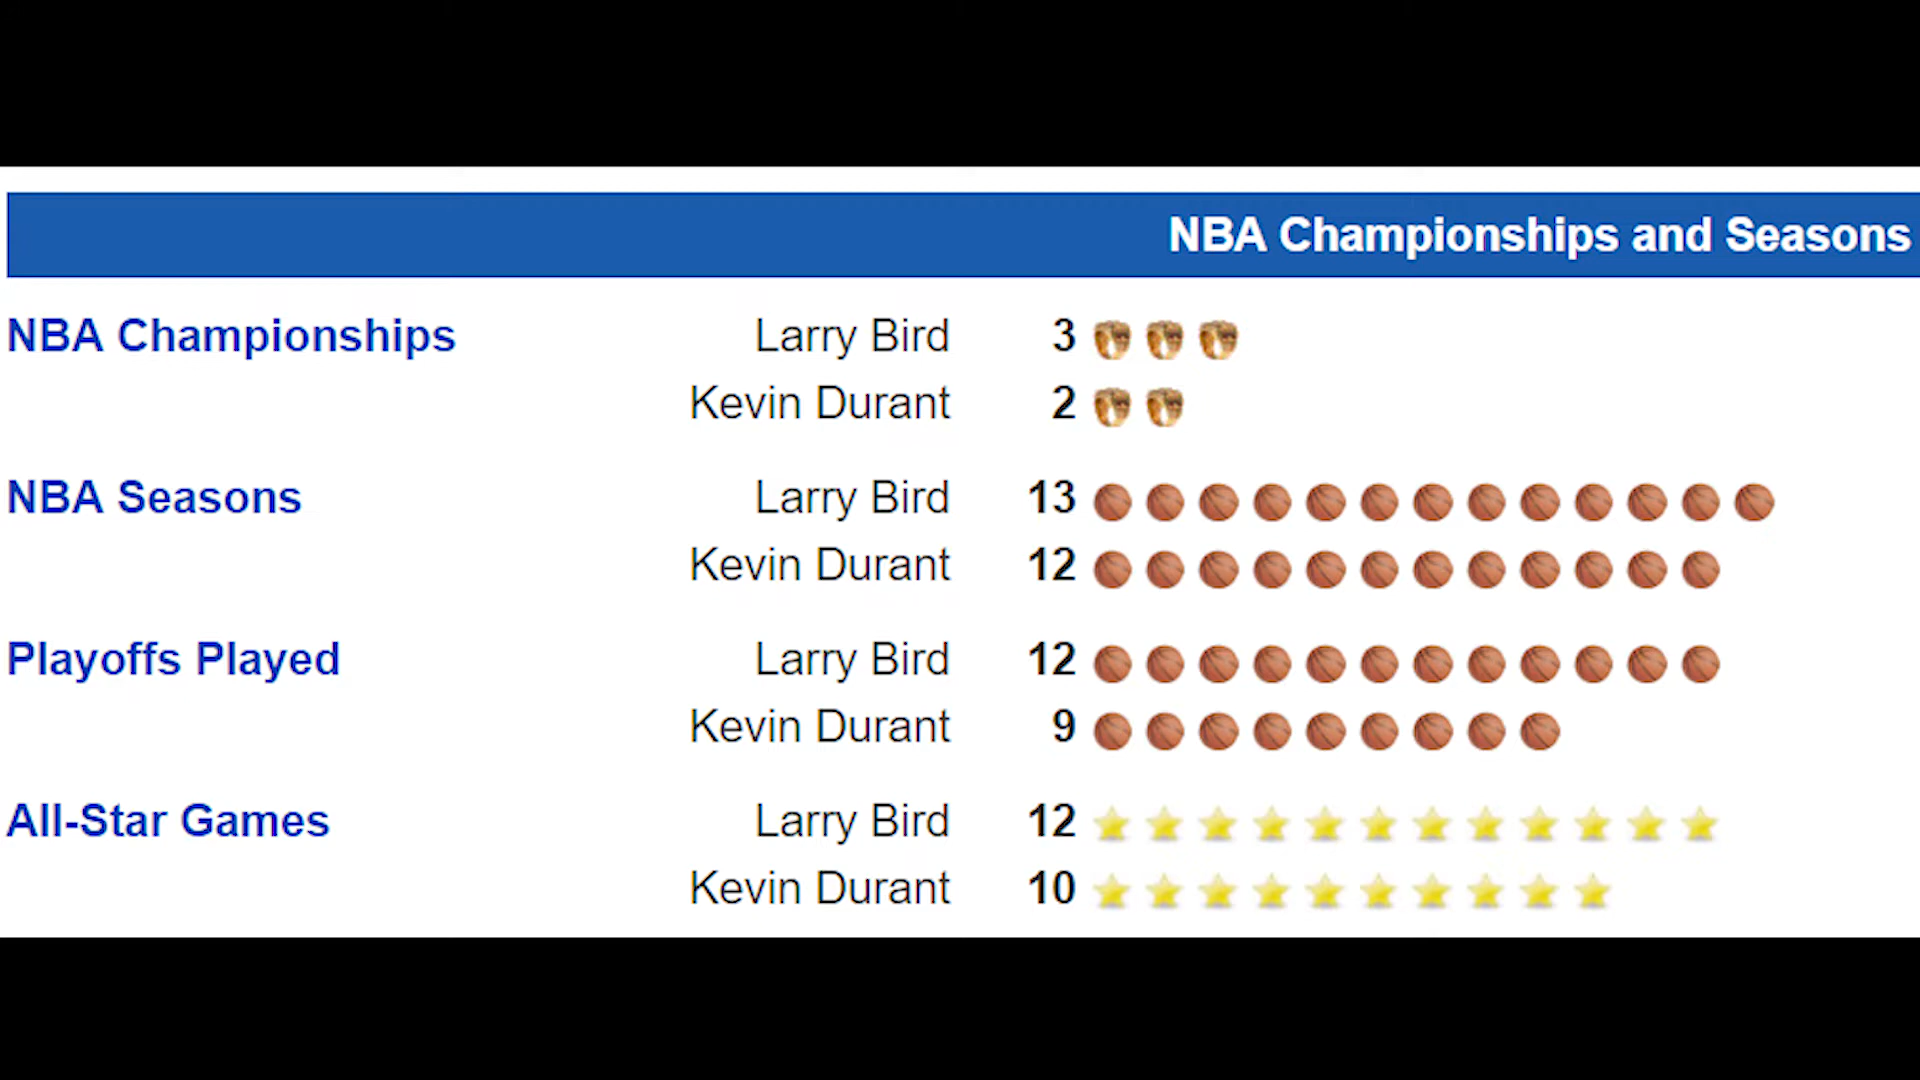 NBA Championships and Seasons
NBA Championships Larry Bird 3
Kevin Durant 2
NBA Seasons Larry Bird 13
Kevin Durant 12
Playoffs Played Larry Bird 12
Kevin Durant 9
All-Star Games Larry Bird 12
Kevin Durant 10